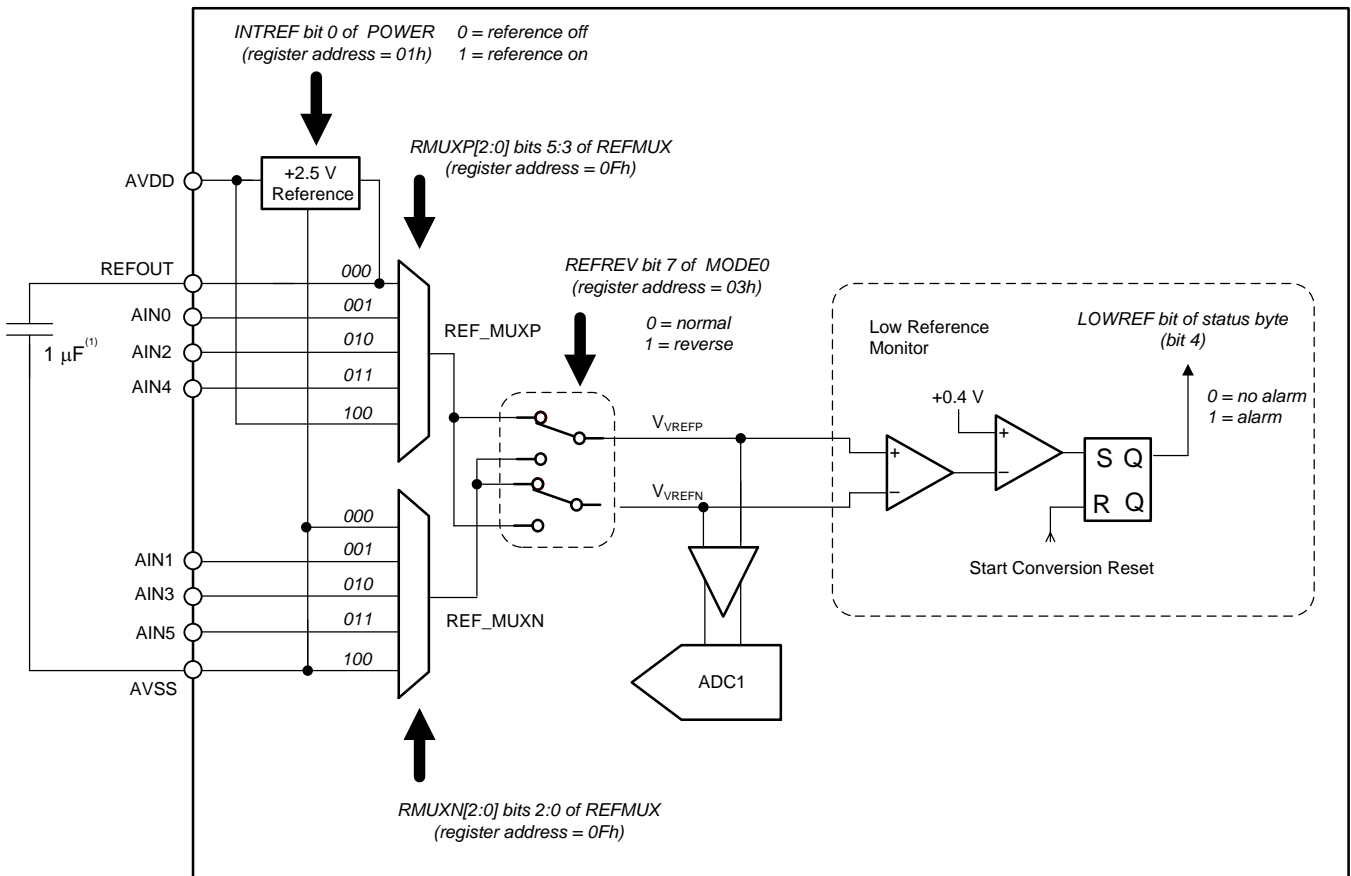 INTREF bit 0 of POWER 0 = reference off
(register address = 01h) 1 = reference on
RMUXP[2:0] bits 5:3 of REFMUX
(register address = 0Fh)
AVDD
+2.5 V
Reference
REFOUT
000
AIN0
001
AIN2
010
AIN4
011
100
1 µF(1)
REF_MUXP
REFREV bit 7 of MODE0
(register address = 03h)
0 = normal
1 = reverse
Low Reference
Monitor
LOWREF bit of status byte
(bit 4)
0 = no alarm
1 = alarm
+0.4 V
VVREFP
VVREFN
+
−
+
−
S Q
R Q
Start Conversion Reset
000
AIN1
001
AIN3
010
AIN5
011
AVSS
100
REF_MUXN
ADC1
RMUXN[2:0] bits 2:0 of REFMUX
(register address = 0Fh)